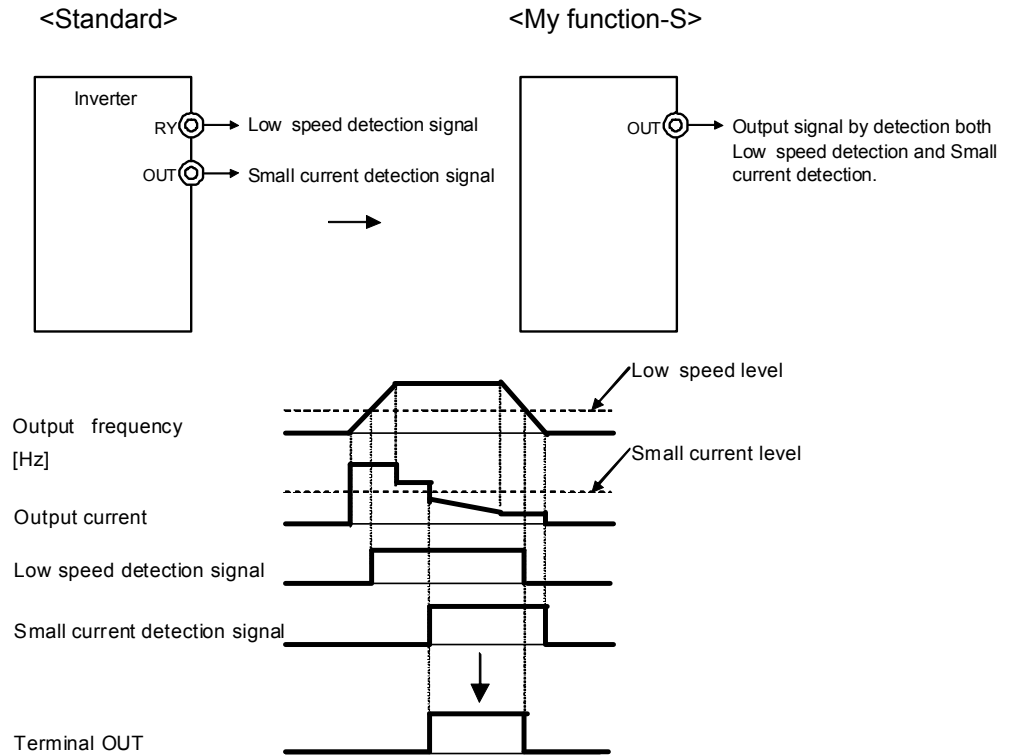 <Standard>
<My function-S>
Inverter
RY
Low speed detection signal
OUT
Small current detection signal
OUT
Output signal by detection both
Low speed detection and Small
current detection.
Low speed level
Output frequency
[Hz]
Small current level
Output current
Low speed detection signal
Small current detection signal
Terminal OUT